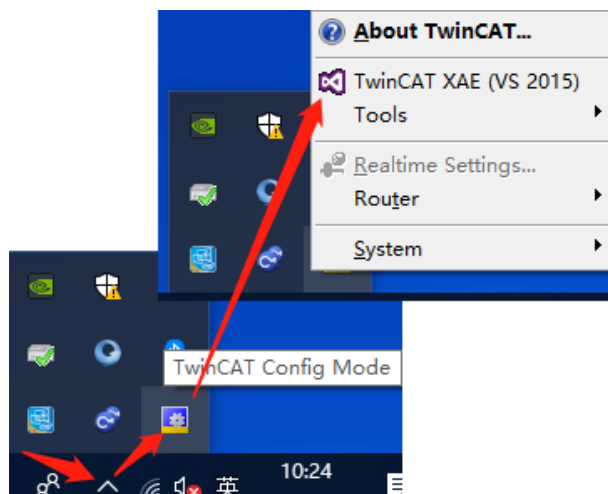 About TwinCAT...
TwinCAT XAE (VS 2015)
Tools
Realtime Settings...
Router
System
TwinCAT Config Mode
英
10:24